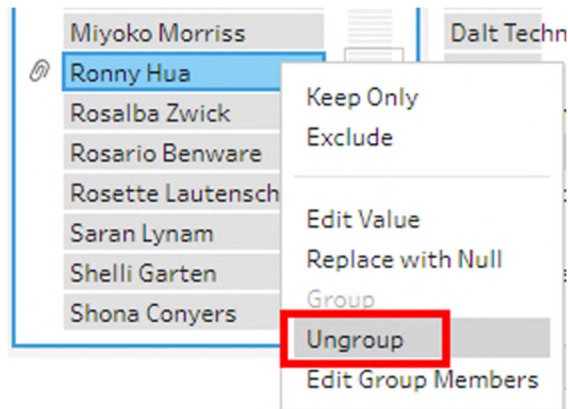 Miyoko Morriss
Dalt Techn
Ronny Hua
Rosalba Zwick
Rosario Benware
Rosette Lautensch
Saran Lynam
Shelli Garten
Shona Conyers
Keep Only
Exclude
Edit Value
Replace with Null
Group
Ungroup
Edit Group Members